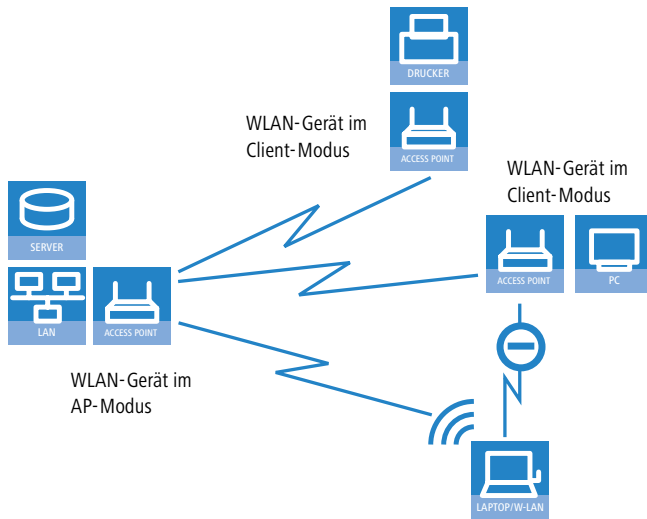 DRUCKER
WLAN-Gerät im
Client-Modus
ACCESS POINT
WLAN-Gerät im
Client-Modus
SERVER
ACCESS POINT
PC
LAN
ACCESS POINT
WLAN-Gerät im
AP-Modus
LAPTOP/W-LAN